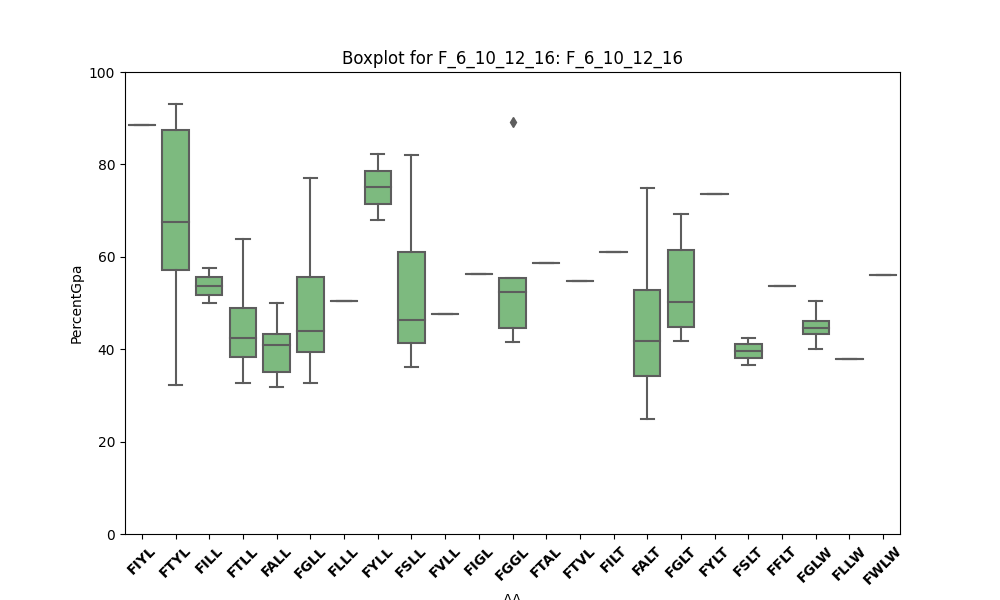 Boxplot for F_6_10_12_16: F_6_10_12_16
100
80
60
40
20
0
PercentGpa
FIYL FTYL FILL FTLL FALL FGLL FLLL FYLL FSLL FVLL FIGL FGGL FTAL FTVL FILT FALT FGLT FYLT FSLT FFLT FGLW FLLW FWLW
AA